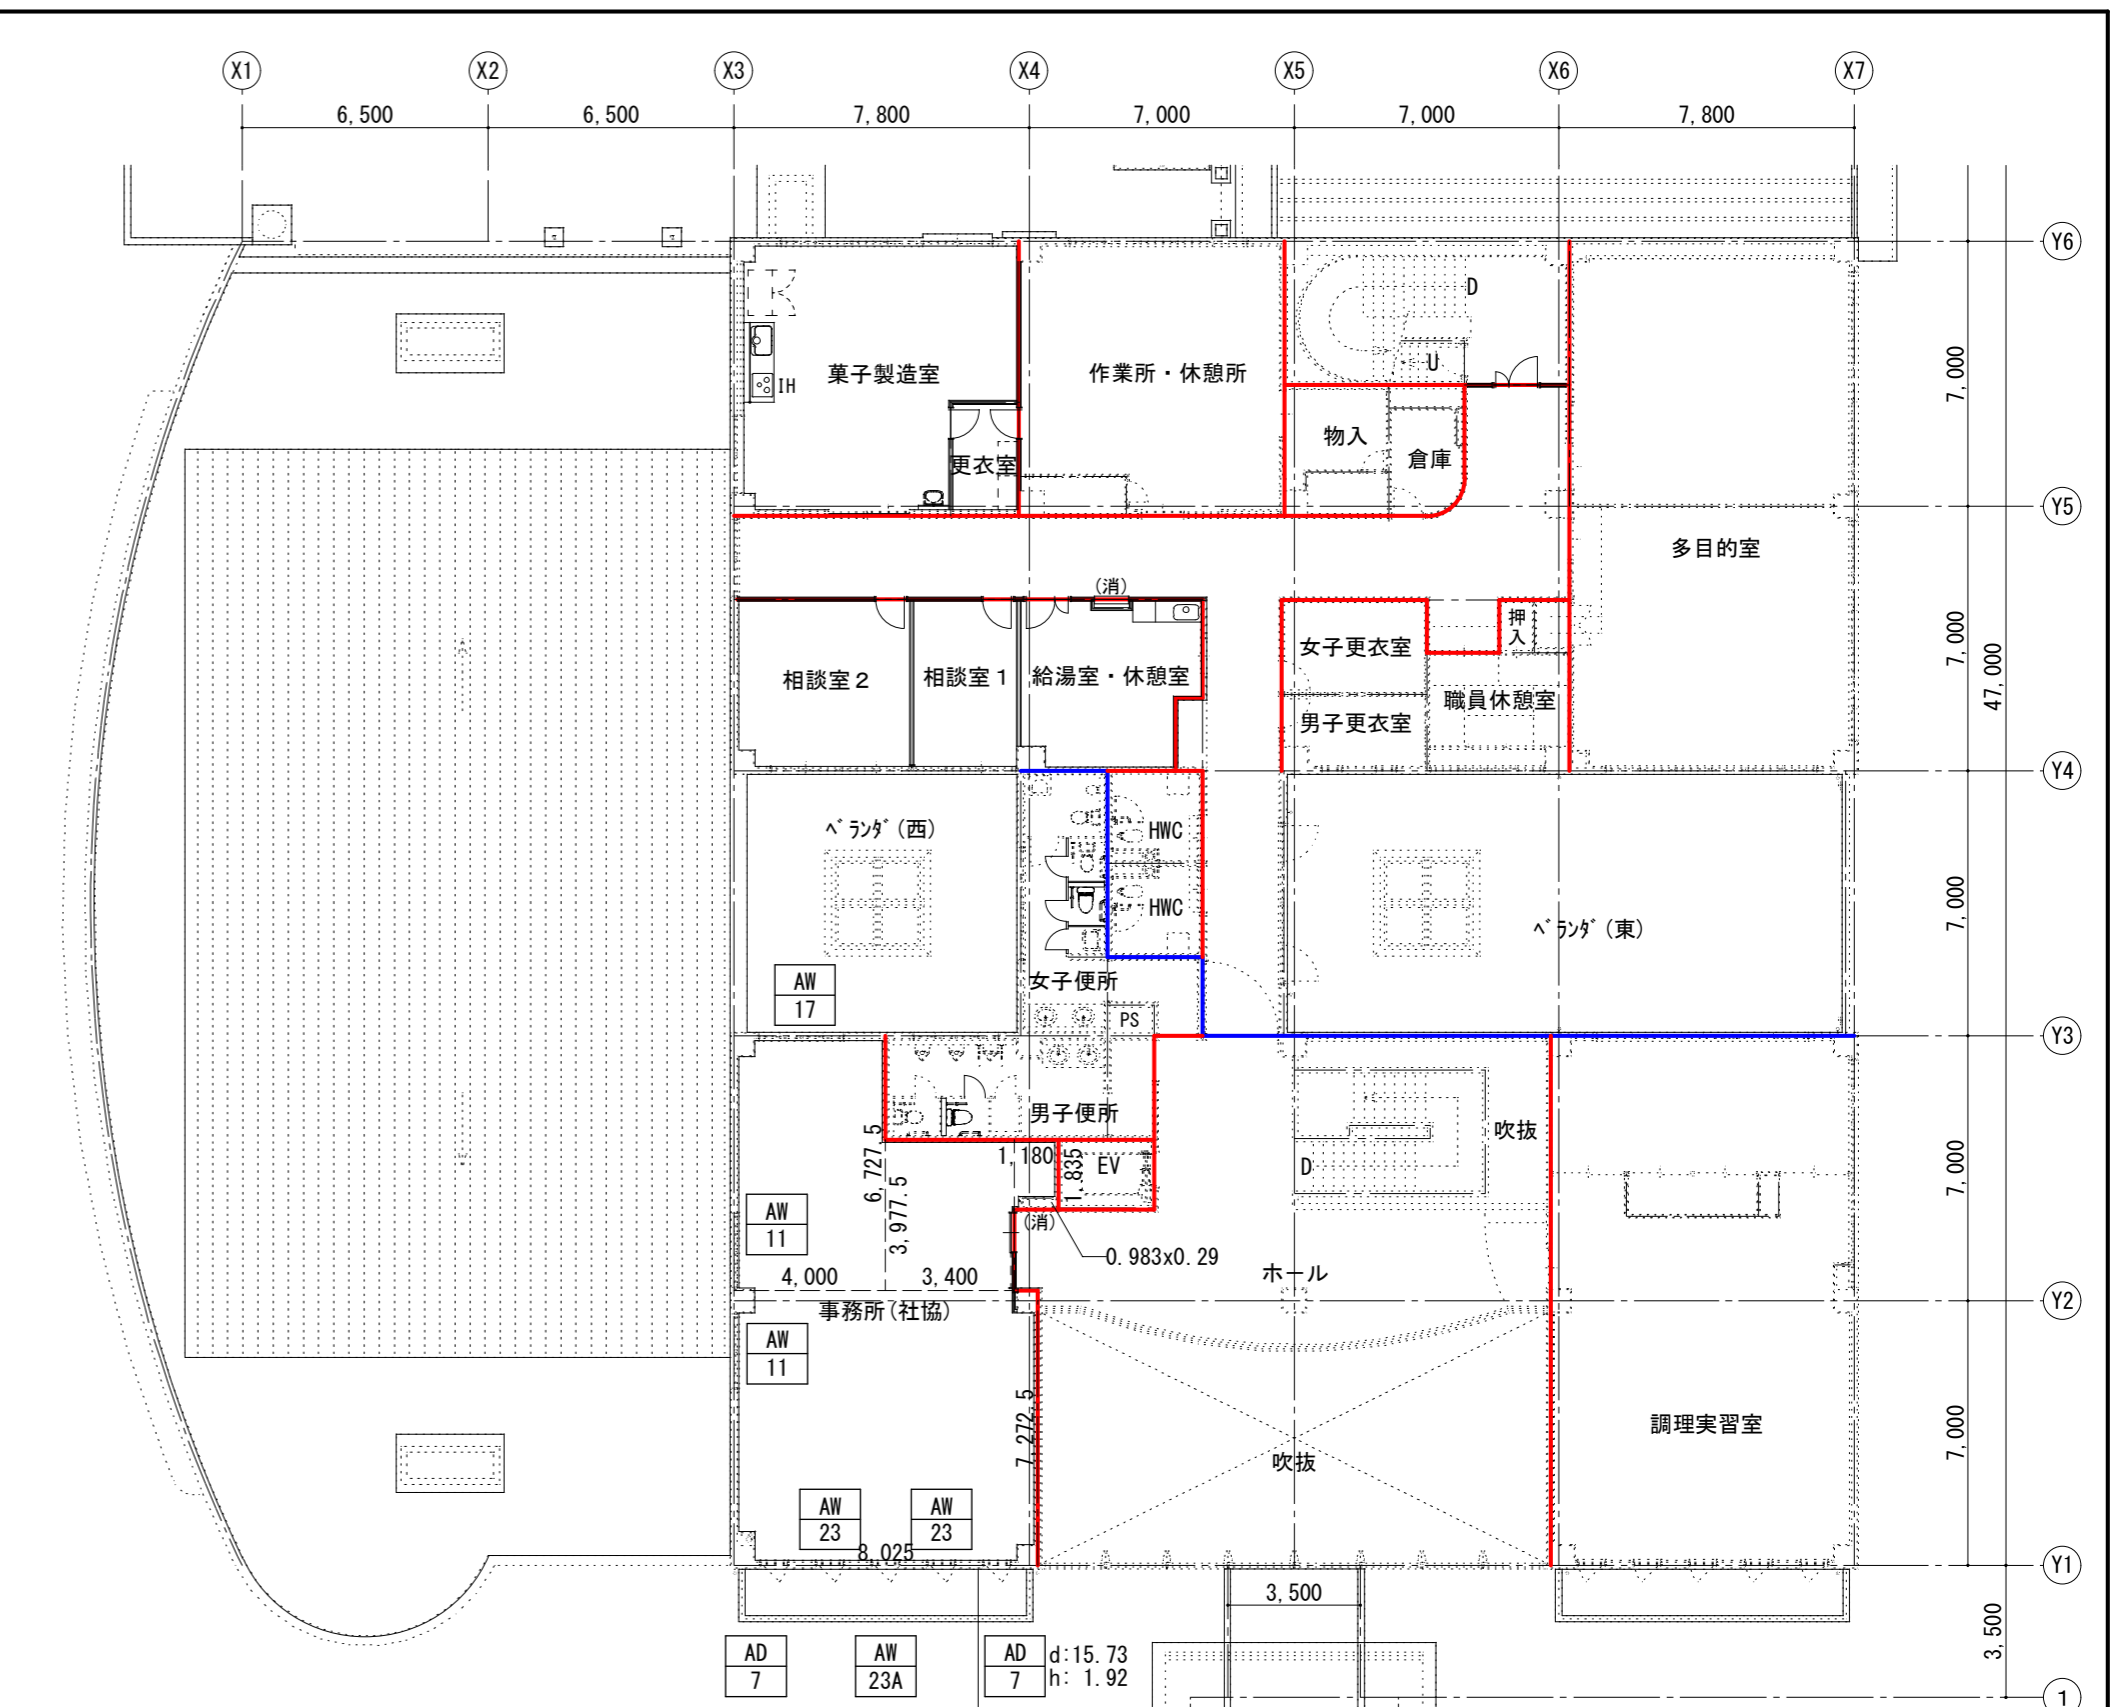 X1 X2 X3 X4 X5 X6 X7
6,500 6,500 7,800 7,000 7,000 7,800
Y6
D
U
IH
菓子製造室
作業所・休憩所
7,000
物入
倉庫
更衣室
Y5
多目的室
(消)
押
入
女子更衣室
7,000
47,000
相談室2
相談室1
給湯室・休憩室
職員休憩室
男子更衣室
Y4
ﾍﾞﾗﾝﾀﾞ(西)
HWC
HWC
7,000
ﾍﾞﾗﾝﾀﾞ(東)
AW
17
女子便所
PS
Y3
男子便所
吹抜
6,727.5
1,180
1,835
EV
D
7,000
3,977.5
AW
11
(消)
0.983x0.29
4,000
3,400
ホール
事務所(社協)
Y2
AW
11
7,272.5
調理実習室
吹抜
7,000
AW
23
AW
23
8,025
Y1
3,500
3,500
AD
7
AW
23A
AD
7
d:15.73
h: 1.92
1